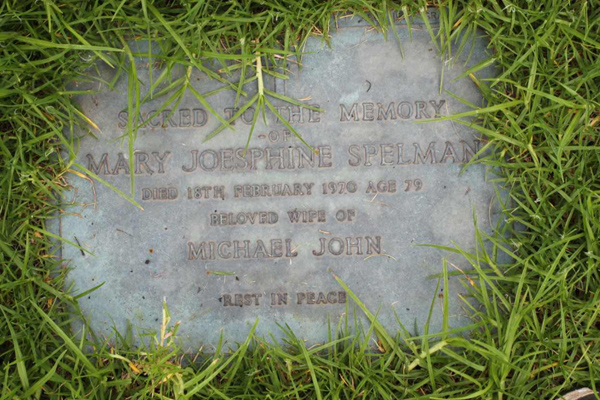 SACRED TO THE MEMORY
OF
MARY JOESPHINE SPELMAN
DIED 18TH, FEBRUARY 1970 AGE 79
BELOVED WIFE OF
MICHAEL JOHN
REST IN PEACE